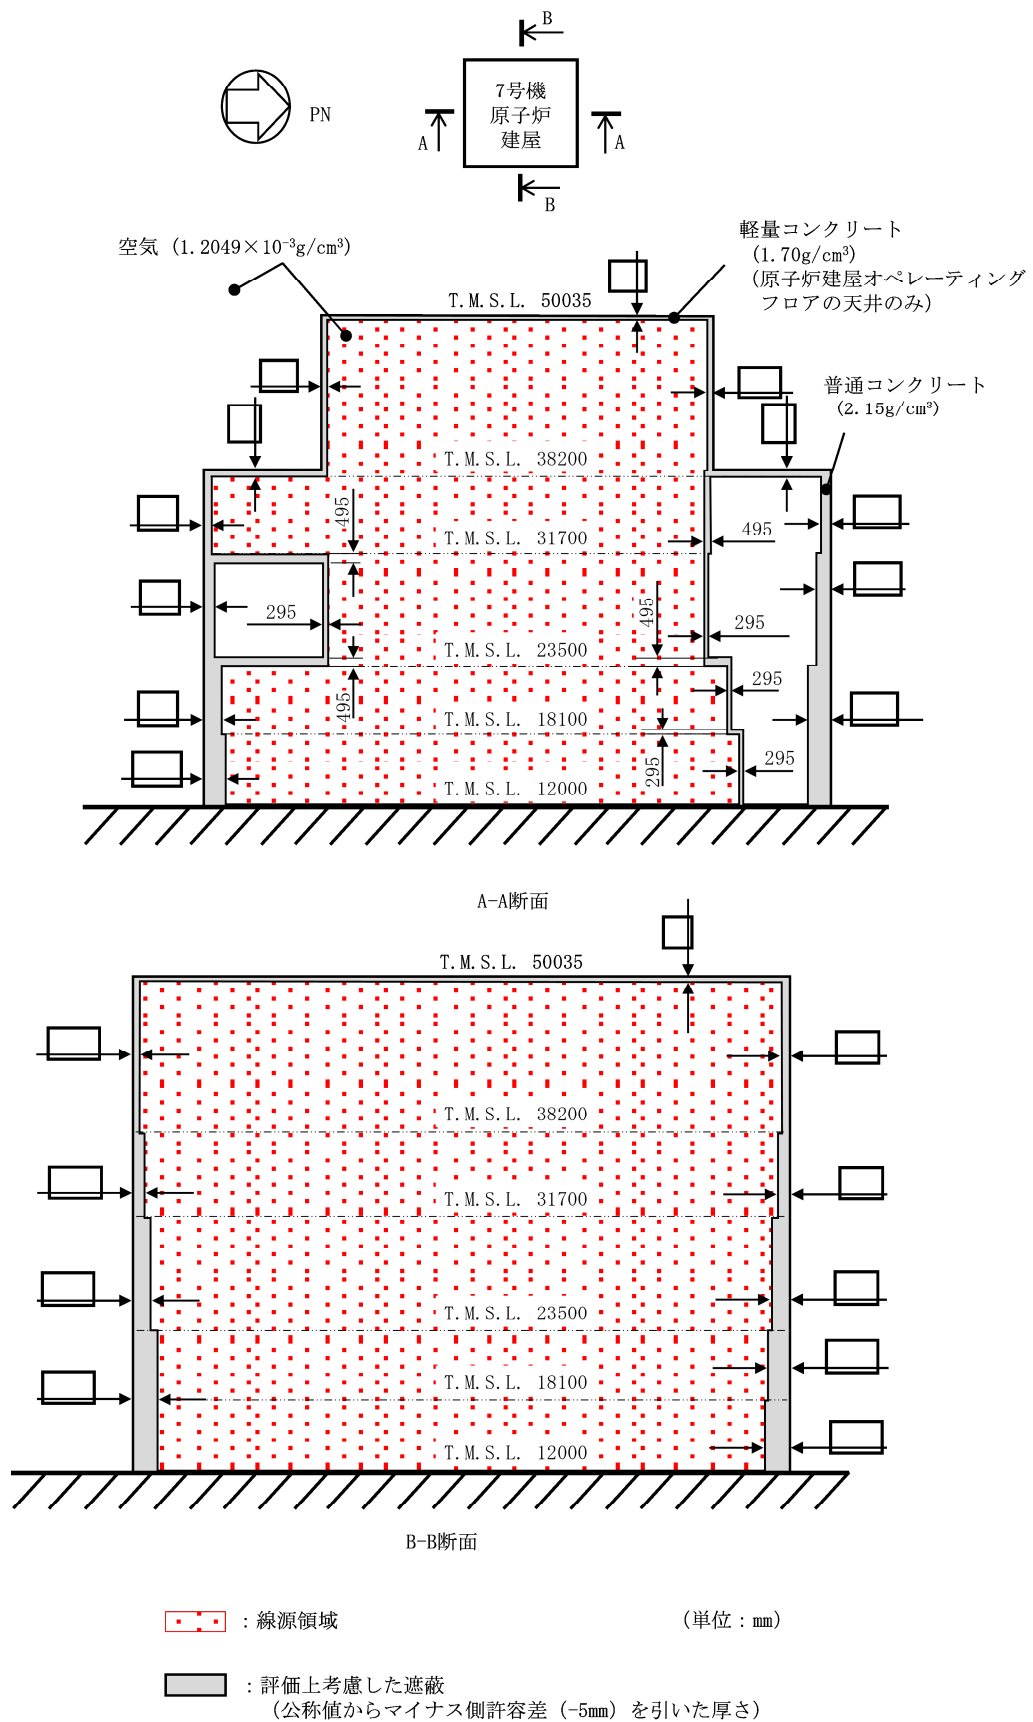 B
7号機
原子炉
建屋
PN
A
A
B
空気（1.2049×10⁻³g/cm³）
軽量コンクリート
（1.70g/cm³）
（原子炉建屋オペレーティング
フロアの天井のみ）
T.M.S.L. 50035
普通コンクリート
（2.15g/cm³）
T.M.S.L. 38200
495
T.M.S.L. 31700
495
295
495
295
T.M.S.L. 23500
295
495
T.M.S.L. 18100
295
295
T.M.S.L. 12000
A-A断面
T.M.S.L. 50035
T.M.S.L. 38200
T.M.S.L. 31700
T.M.S.L. 23500
T.M.S.L. 18100
T.M.S.L. 12000
B-B断面
：線源領域
（単位：mm）
：評価上考慮した遮蔽
（公称値からマイナス側許容差（-5mm）を引いた厚さ）